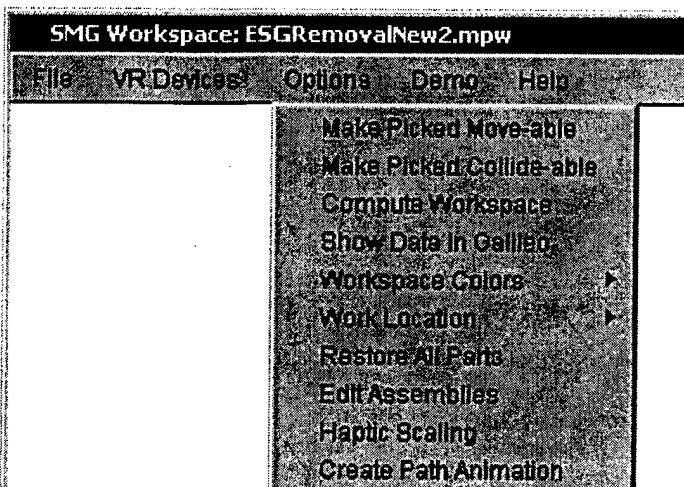 SMG Workspace: ESGRemovalNew2.mpw
File VR Devices Options Demo Help
Make Picked Move-able
Make Picked Collide-able
Compute Workspace
Show Data in Galileo
Workspace Colors
Work Location
Restore All Parts
Edit Assemblies
Haptic Scaling
Create Path Animation